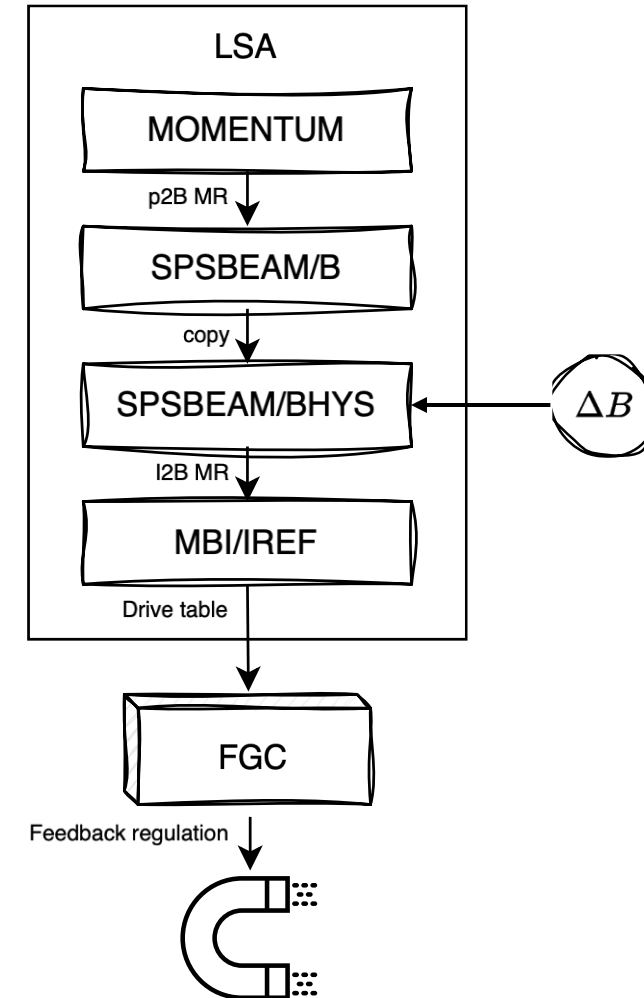 LSA
MOMENTUM
p2B MR
SPSBEAM/B
copy
SPSBEAM/BHYS
ΔB
I2B MR
MBI/IREF
Drive table
FGC
Feedback regulation